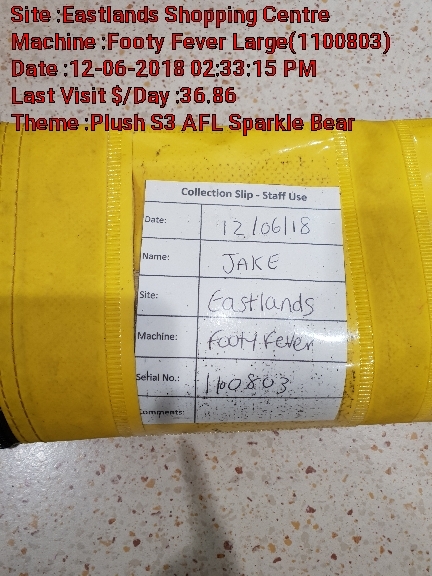 Site :Eastlands Shopping Centre
Machine :Footy Fever Large(1100803)
Date :12-06-2018 02:33:15 PM
Last Visit $/Day :36.86
Theme :Plush S3 AFL Sparkle Bear
Collection Slip - Staff Use
Date: 12/06/18
Name: JAKE
Site: Eastlands
Machine: Footy Fever
Serial No.: 1100803
Comments: